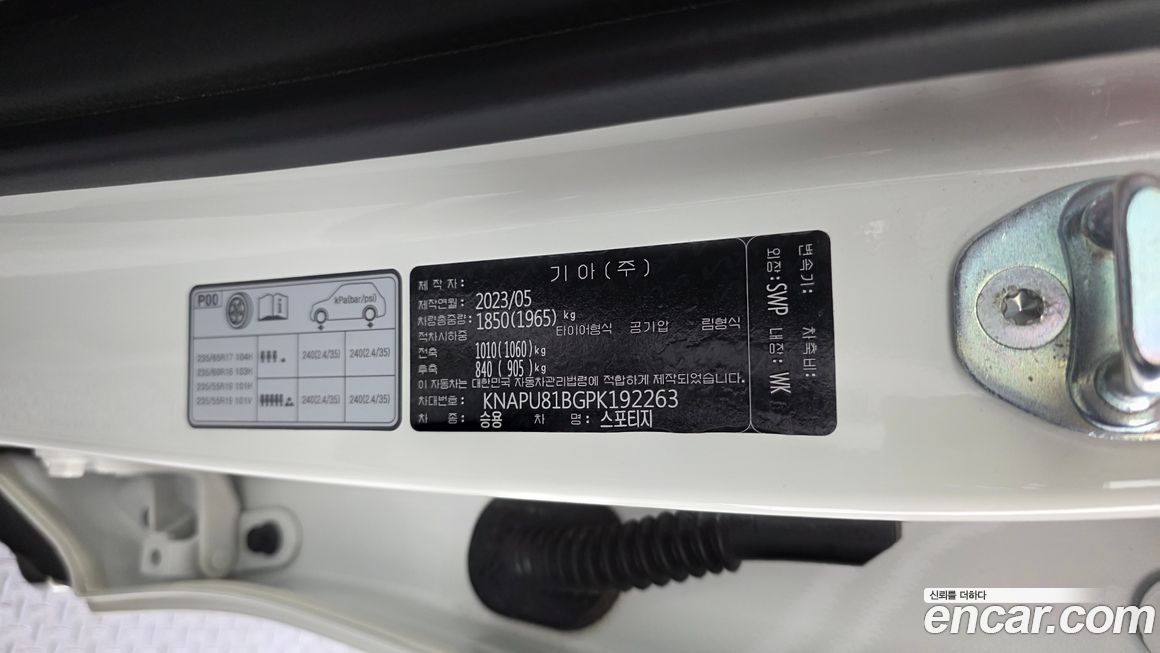 P00
kPa(bar/psi)
235/65R17 104H 240(2.4/35) 240(2.4/35)
235/60R18 103H
235/55R19 101H 240(2.4/35) 240(2.4/35)
235/55R19 101V
제 작 자 : 기 아 ( 주 )
제작연월 : 2023/05
차량총중량: 1850(1965) kg
적차시하중 타이어형식 공기압 림형식
전축 1010(1060)kg
후축 840( 905)kg
이 자동차는 대한민국 자동차관리법령에 적합하게 제작되었습니다.
차대번호: KNAPU81BGPK192263
차 종: 승용 차 명: 스포티지
변속기: 차축비:
외장:SWP 내장: WK
신뢰를 더하다
encar.com